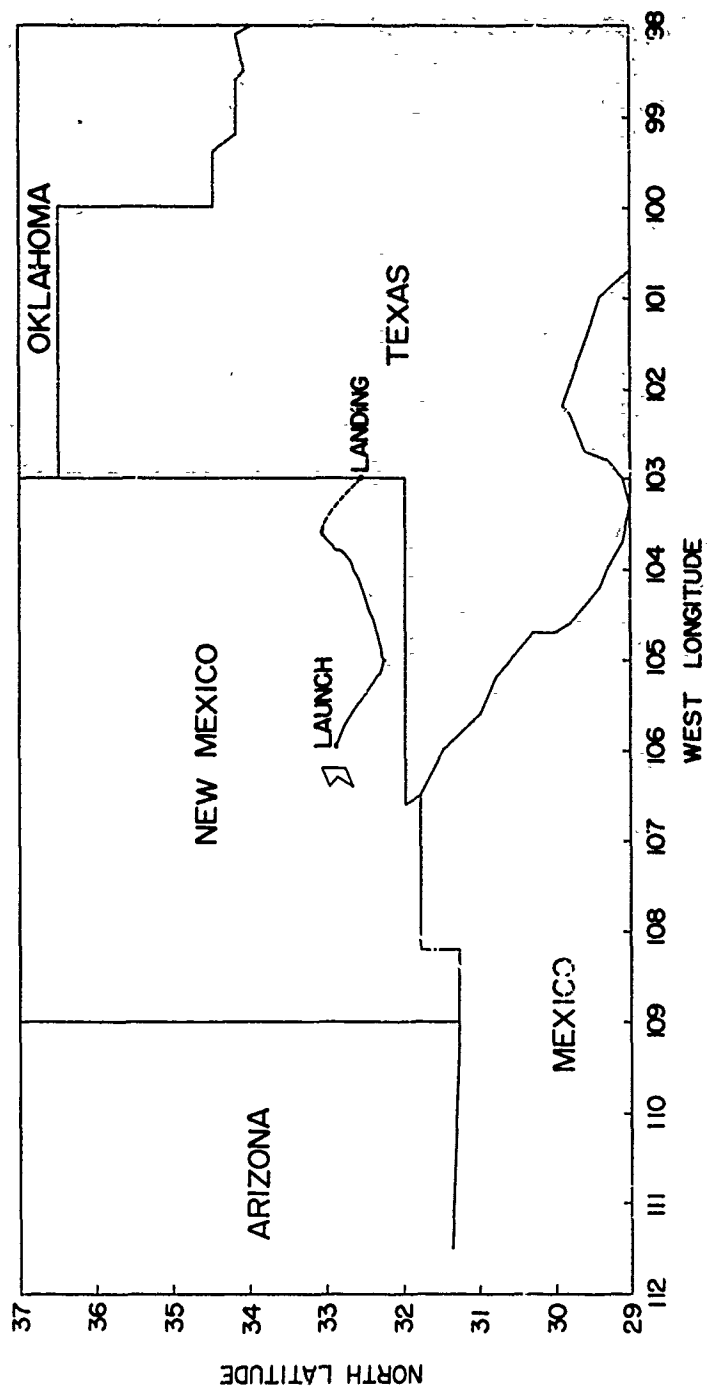 OKLAHOMA
NEW MEXICO
ARIZONA
TEXAS
LAUNCH
LANDING
MEXICO
NORTH LATITUDE
37
36
35
34
33
32
31
30
29
112
111
110
109
108
107
106
105
104
103
102
101
100
99
98
WEST LONGITUDE